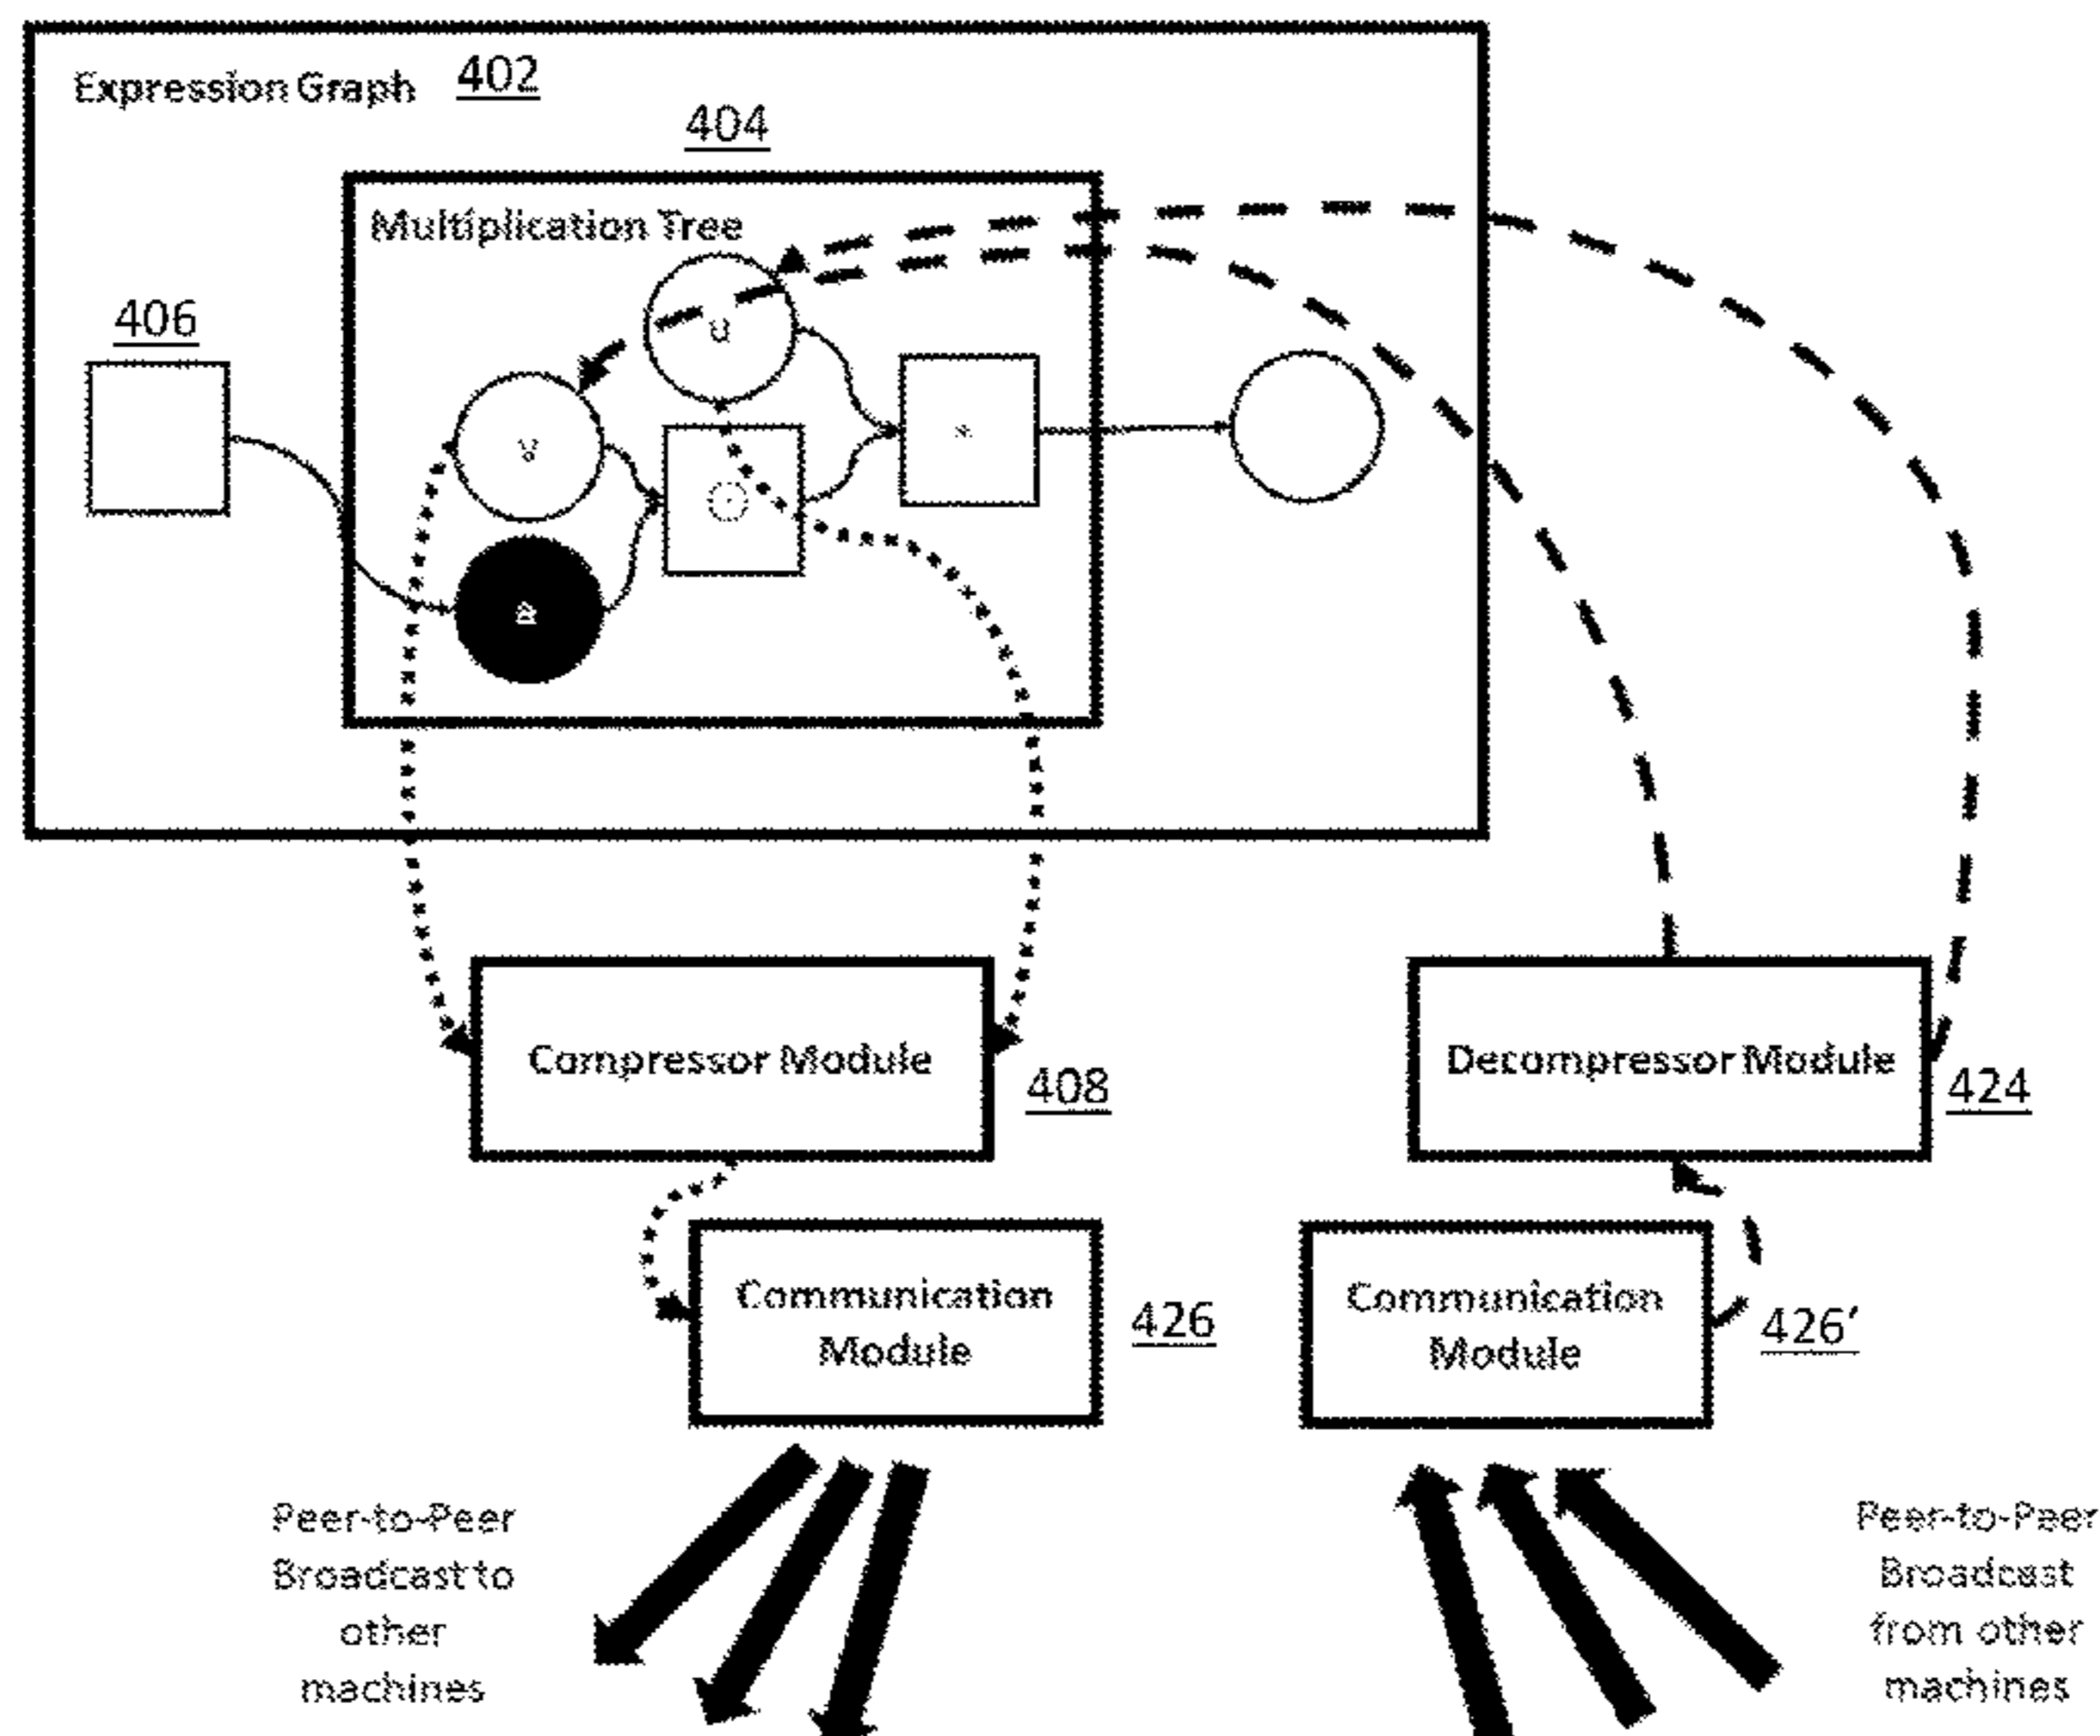 Expression Graph 402
404
Multiplication Tree
406
U
V
*
Compressor Module
408
Decompressor Module
424
Communication
Module
426
Communication
Module
426'
Peer-to-Peer
Broadcast to
other
machines
Peer-to-Peer
Broadcast
from other
machines